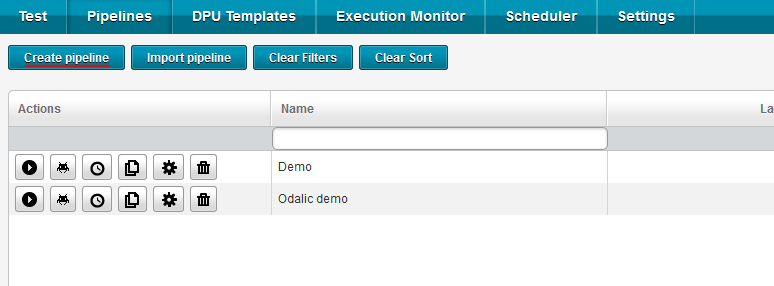 Test Pipelines DPU Templates Execution Monitor Scheduler Settings
Create pipeline Import pipeline Clear Filters Clear Sort
Actions Name La
Demo
Odalic demo